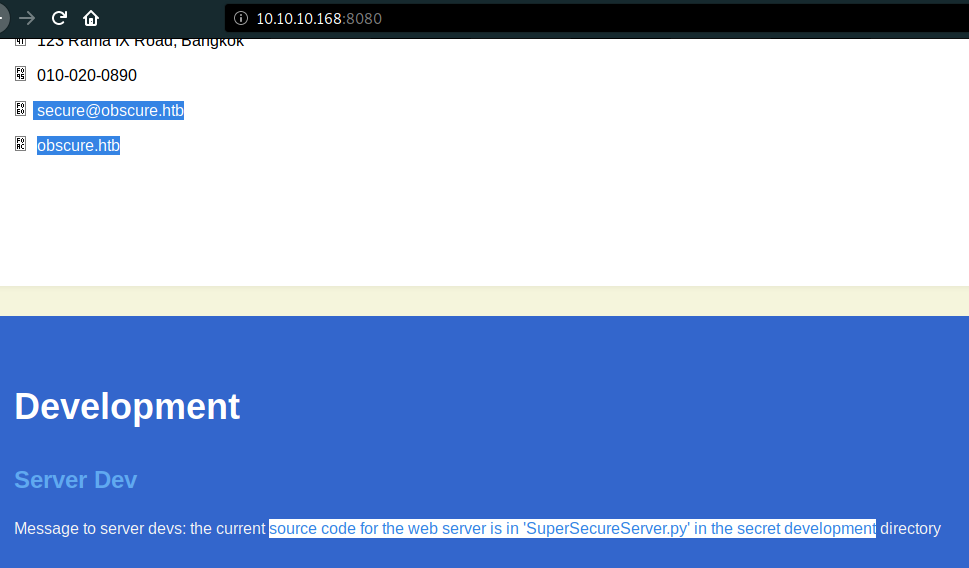 10.10.10.168:8080
123 Rama IX Road, Bangkok
010-020-0890
secure@obscure.htb
obscure.htb
Development
Server Dev
Message to server devs: the current source code for the web server is in 'SuperSecureServer.py' in the secret development directory